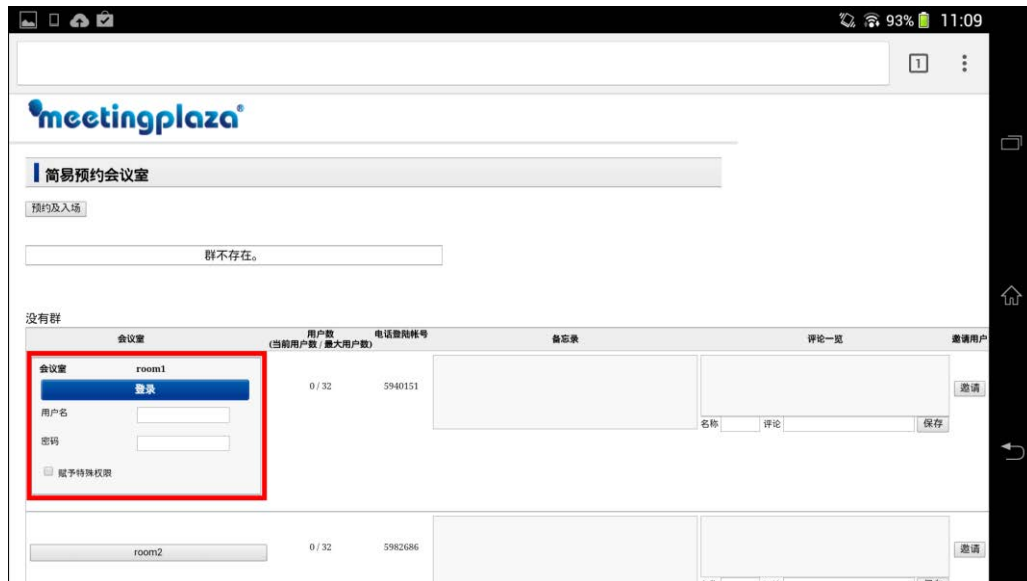 93% 11:09
1
meetingplaza®
简易预约会议室
预约及入场
群不存在。
没有群
会议室 用户数 (当前用户数 / 最大用户数) 电话登陆帐号 备忘录 评论一览 邀请用户
会议室 room1
登录
0 / 32 5940151 邀请
用户名
名称 评论 保存
密码
赋予特殊权限
room2 0 / 32 5982686 邀请